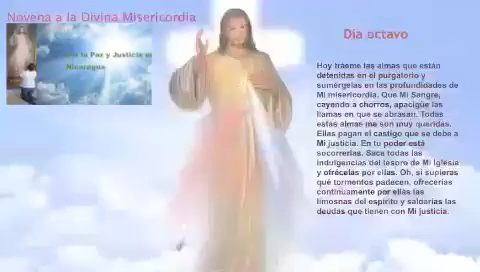 Novena a la Divina Misericordia
la Paz y Justicia en
Nicaragua
Día octavo
Hoy tráeme las almas que están
detenidas en el purgatorio y
sumérgelas en las profundidades de
Mi misericordia. Que Mi Sangre,
cayendo a chorros, apacigüe las
llamas en que se abrasan. Todas
estas almas me son muy queridas.
Ellas pagan el castigo que se debe a
Mi justicia. En tu poder está
socorrerlas. Saca todas las
indulgencias del tesoro de Mi Iglesia
y ofrécelas por ellas. Oh, si supieras
qué tormentos padecen, ofrecerías
continuamente por ellas las
limosnas del espíritu y saldarías las
deudas que tienen con Mi justicia.